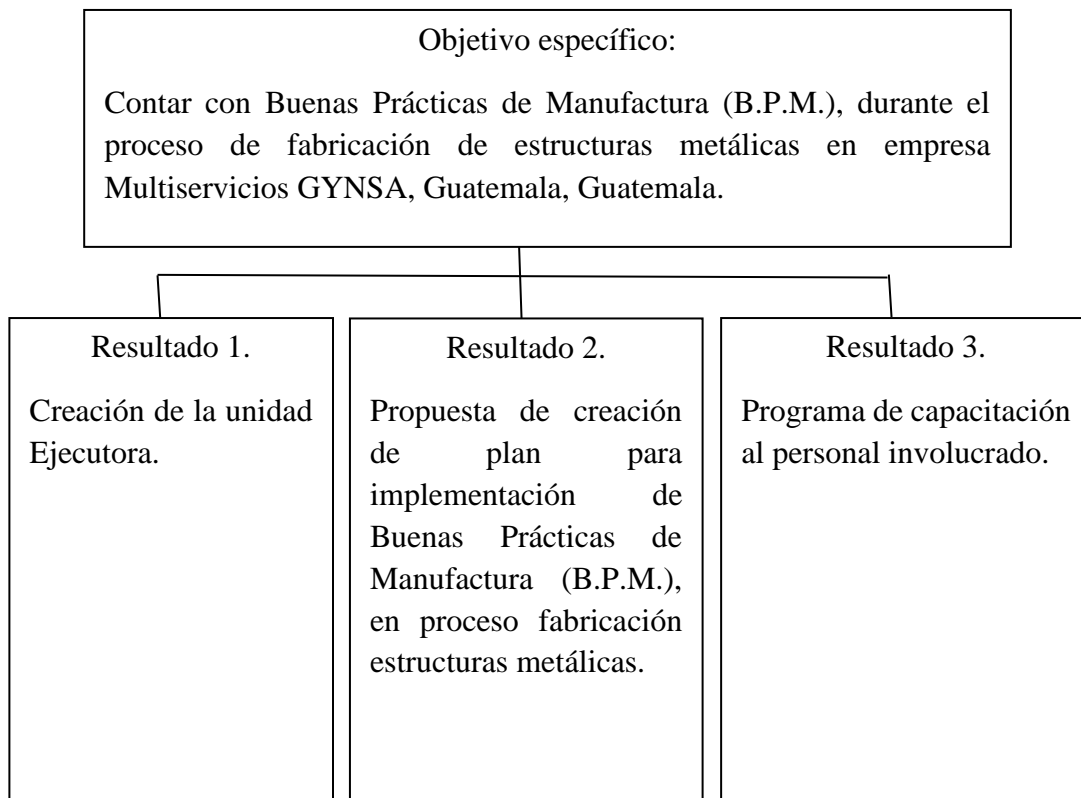 Objetivo específico:
Contar con Buenas Prácticas de Manufactura (B.P.M.), durante el
proceso de fabricación de estructuras metálicas en empresa
Multiservicios GYNSA, Guatemala, Guatemala.
Resultado 1.
Creación de la unidad
Ejecutora.
Resultado 2.
Propuesta de creación
de plan para
implementación de
Buenas Prácticas de
Manufactura (B.P.M.),
en proceso fabricación
estructuras metálicas.
Resultado 3.
Programa de capacitación
al personal involucrado.